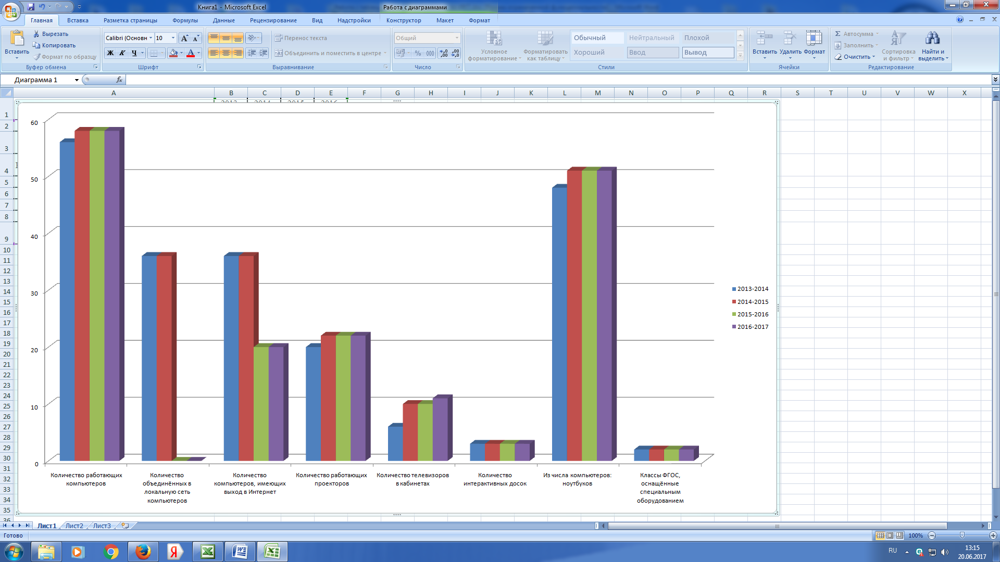 Книга1 - Microsoft Excel
Работа с диаграммами
Главная Вставка Разметка страницы Формулы Данные Рецензирование Вид Надстройки Конструктор Макет Формат
Вставить
Вырезать
Копировать
Формат по образцу
Буфер обмена
Calibri (Основн 10
Ж К Ч
Шрифт
Перенос текста
Объединить и поместить в центре
Выравнивание
Общий
% 000
Число
Условное форматирование
Форматировать как таблицу
Обычный Нейтральный Плохой
Хороший Ввод Вывод
Стили
Вставить Удалить Формат
Ячейки
Автосумма
Заполнить
Очистить
Сортировка и фильтр
Найти и выделить
Редактирование
Диаграмма 1
fx
A B C D E F G H I J K L M N O P Q R S T U V W X
1
2
3
4
5
6
7
8
9
10
11
12
13
14
15
16
17
18
19
20
21
22
23
24
25
26
27
28
29
30
31
32
33
34
35
36
60
50
40
30
20
10
0
Количество работающих
компьютеров
Количество
объединённых в
локальную сеть
компьютеров
Количество
компьютеров, имеющих
выход в Интернет
Количество работающих
проекторов
Количество телевизоров
в кабинетах
Количество
интерактивных досок
Из числа компьютеров:
ноутбуков
Классы ФГОС,
оснащённые
специальным
оборудованием
2013-2014
2014-2015
2015-2016
2016-2017
Лист1 Лист2 Лист3
Готово
100%
RU
13:15
20.06.2017